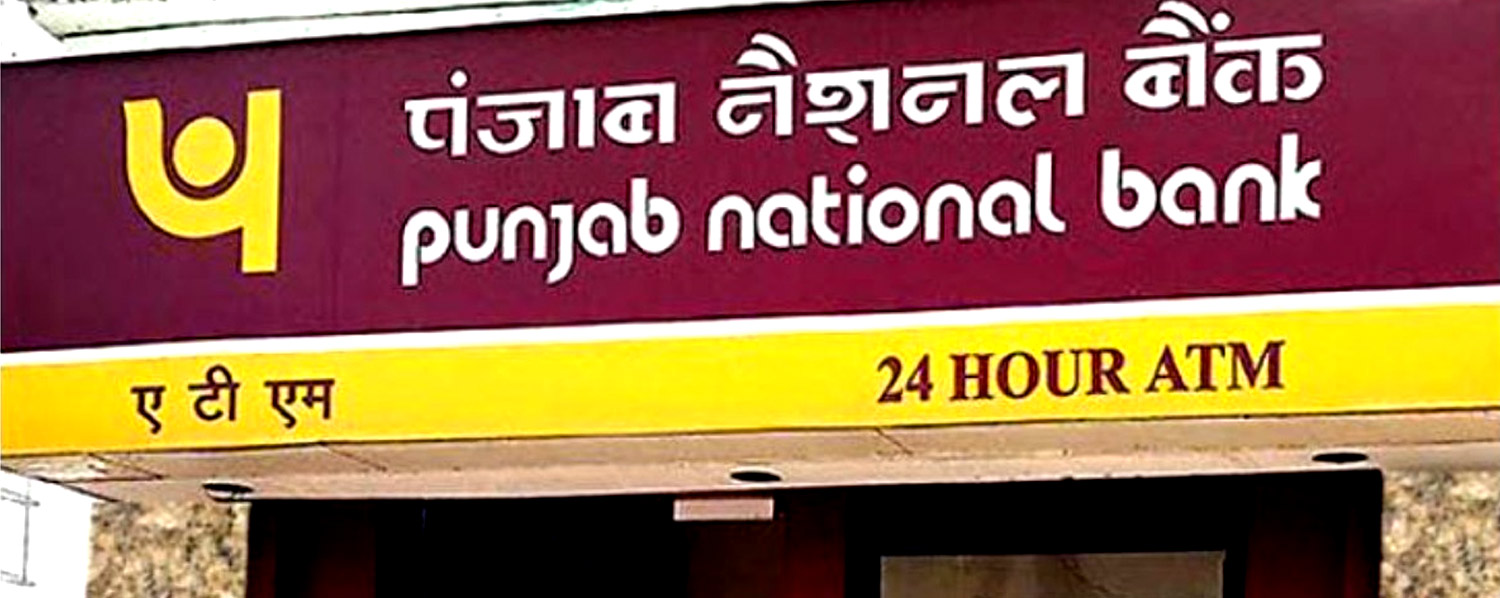 पंजाब नैशनल बैंक
punjab national bank
ए टी एम 24 HOUR ATM